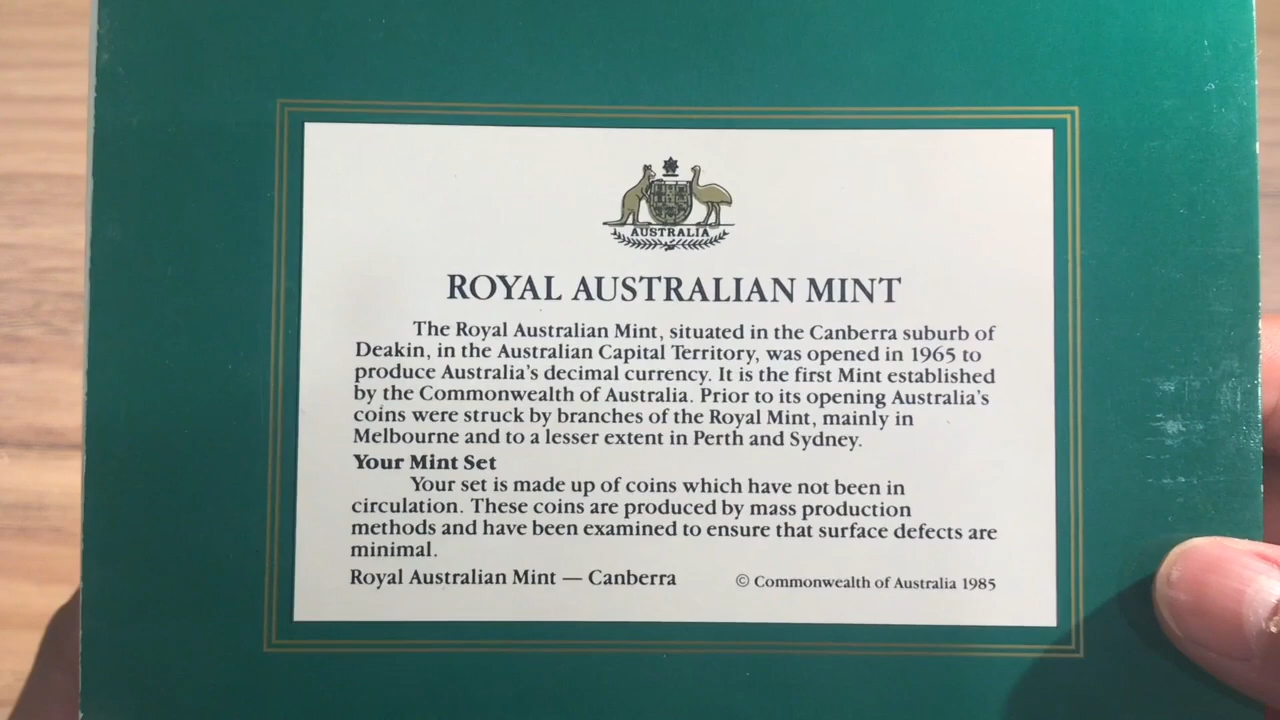 AUSTRALIA
ROYAL AUSTRALIAN MINT
The Royal Australian Mint, situated in the Canberra suburb of
Deakin, in the Australian Capital Territory, was opened in 1965 to
produce Australia's decimal currency. It is the first Mint established
by the Commonwealth of Australia. Prior to its opening Australia's
coins were struck by branches of the Royal Mint, mainly in
Melbourne and to a lesser extent in Perth and Sydney.
Your Mint Set
Your set is made up of coins which have not been in
circulation. These coins are produced by mass production
methods and have been examined to ensure that surface defects are
minimal.
Royal Australian Mint — Canberra © Commonwealth of Australia 1985